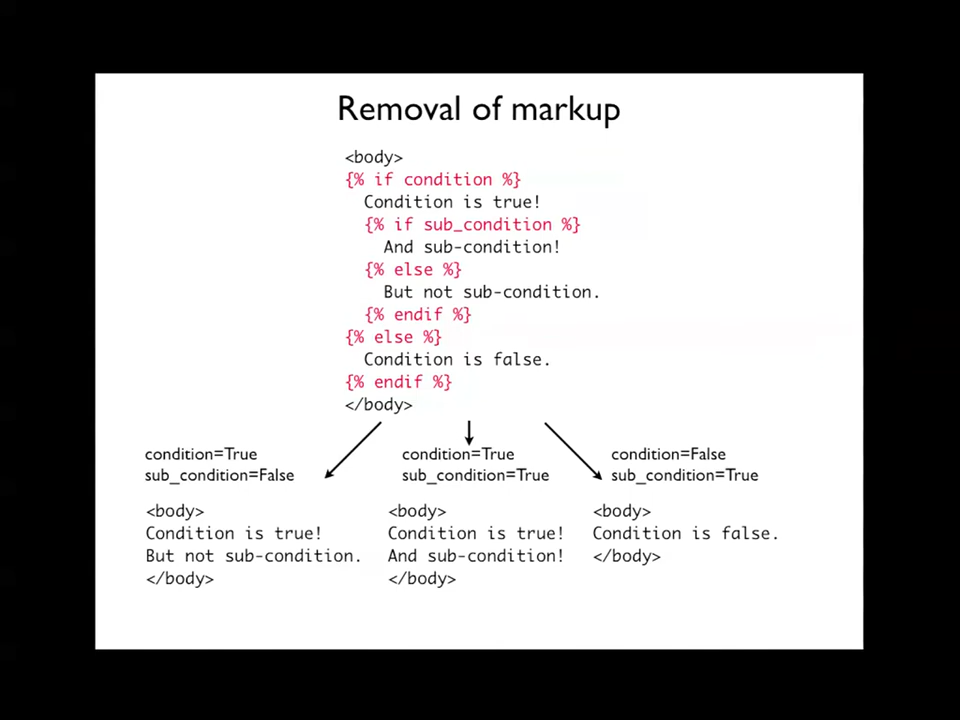 Removal of markup
<body>
{% if condition %}
Condition is true!
{% if sub_condition %}
And sub-condition!
{% else %}
But not sub-condition.
{% endif %}
{% else %}
Condition is false.
{% endif %}
</body>
condition=True
sub_condition=False
<body>
Condition is true!
But not sub-condition.
</body>
condition=True
sub_condition=True
<body>
Condition is true!
And sub-condition!
</body>
condition=False
sub_condition=True
<body>
Condition is false.
</body>